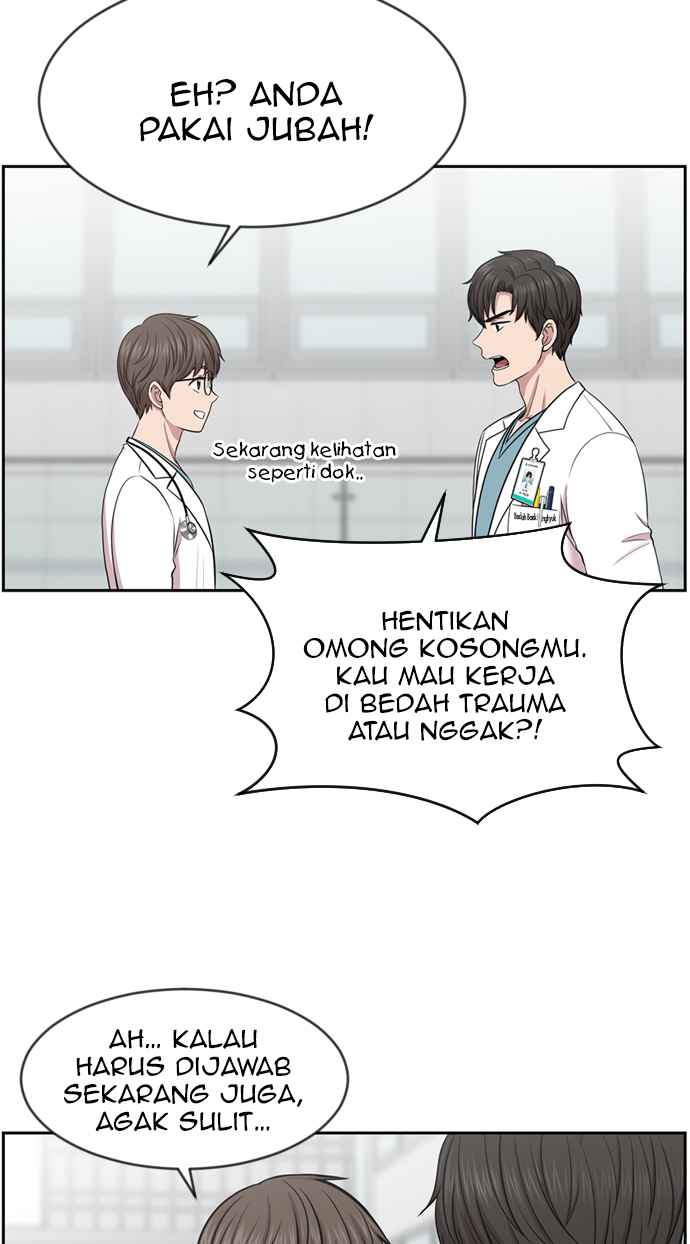 EH? ANDA
PAKAI JUBAH!
Sekarang kelihatan
seperti dok..
HENTIKAN
OMONG KOSONGMU.
KAU MAU KERJA
DI BEDAH TRAUMA
ATAU NGGAK?!
AH... KALAU
HARUS DIJAWAB
SEKARANG JUGA,
AGAK SULIT...